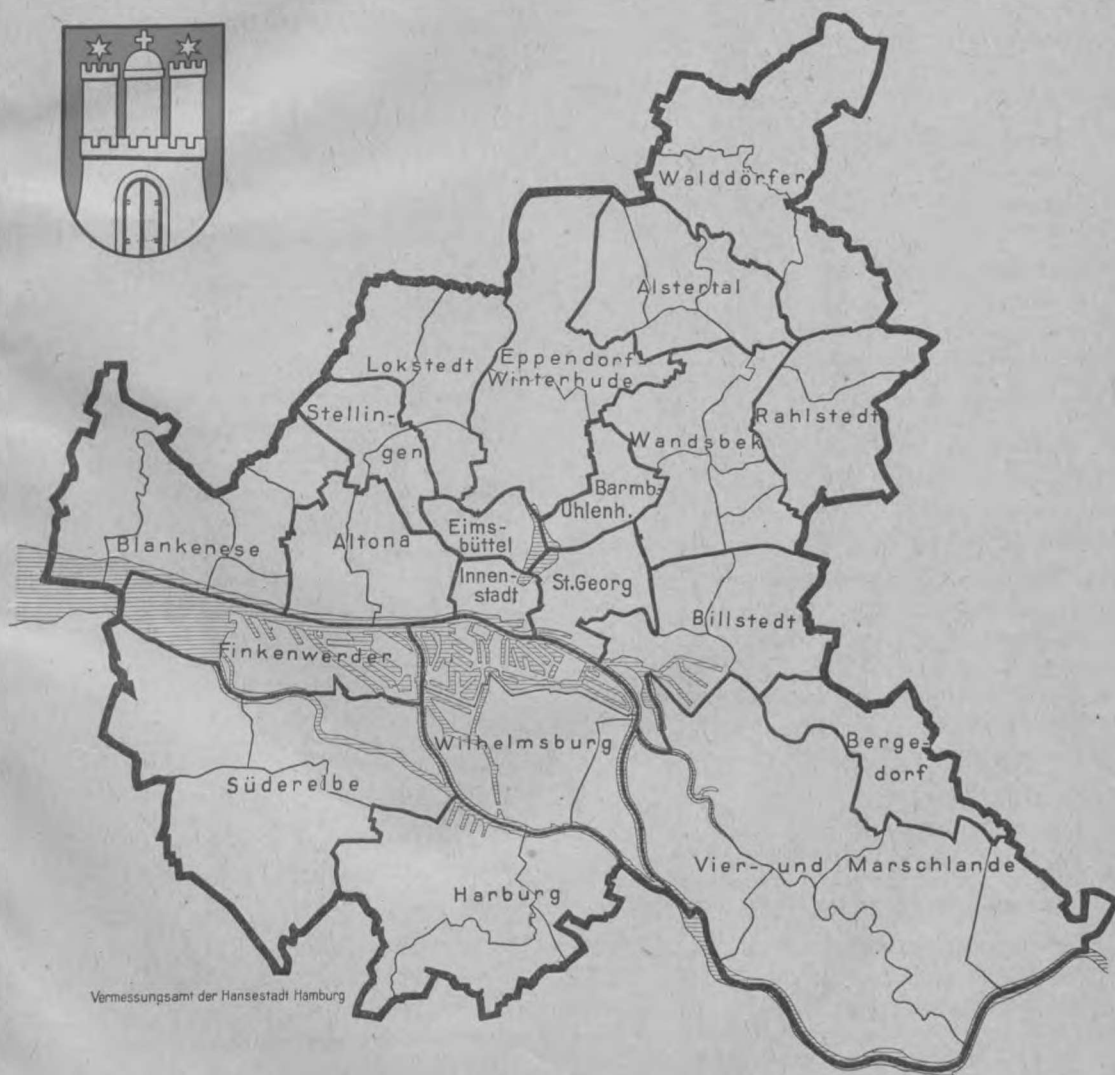 Walddörfer
Alstertal
Lokstedt
Eppendorf-
Winterhude
Stellin-
gen
Rahlstedt
Wandsbek
Barmb.-
Uhlenh.
Eims-
büttel
Blankenese
Altona
Innen-
stadt
St.Georg
Billstedt
Finkenwerder
Wilhelmsburg
Berge-
dorf
Süderelbe
Vier- und Marschlande
Harburg
Vermessungsamt der Hansestadt Hamburg